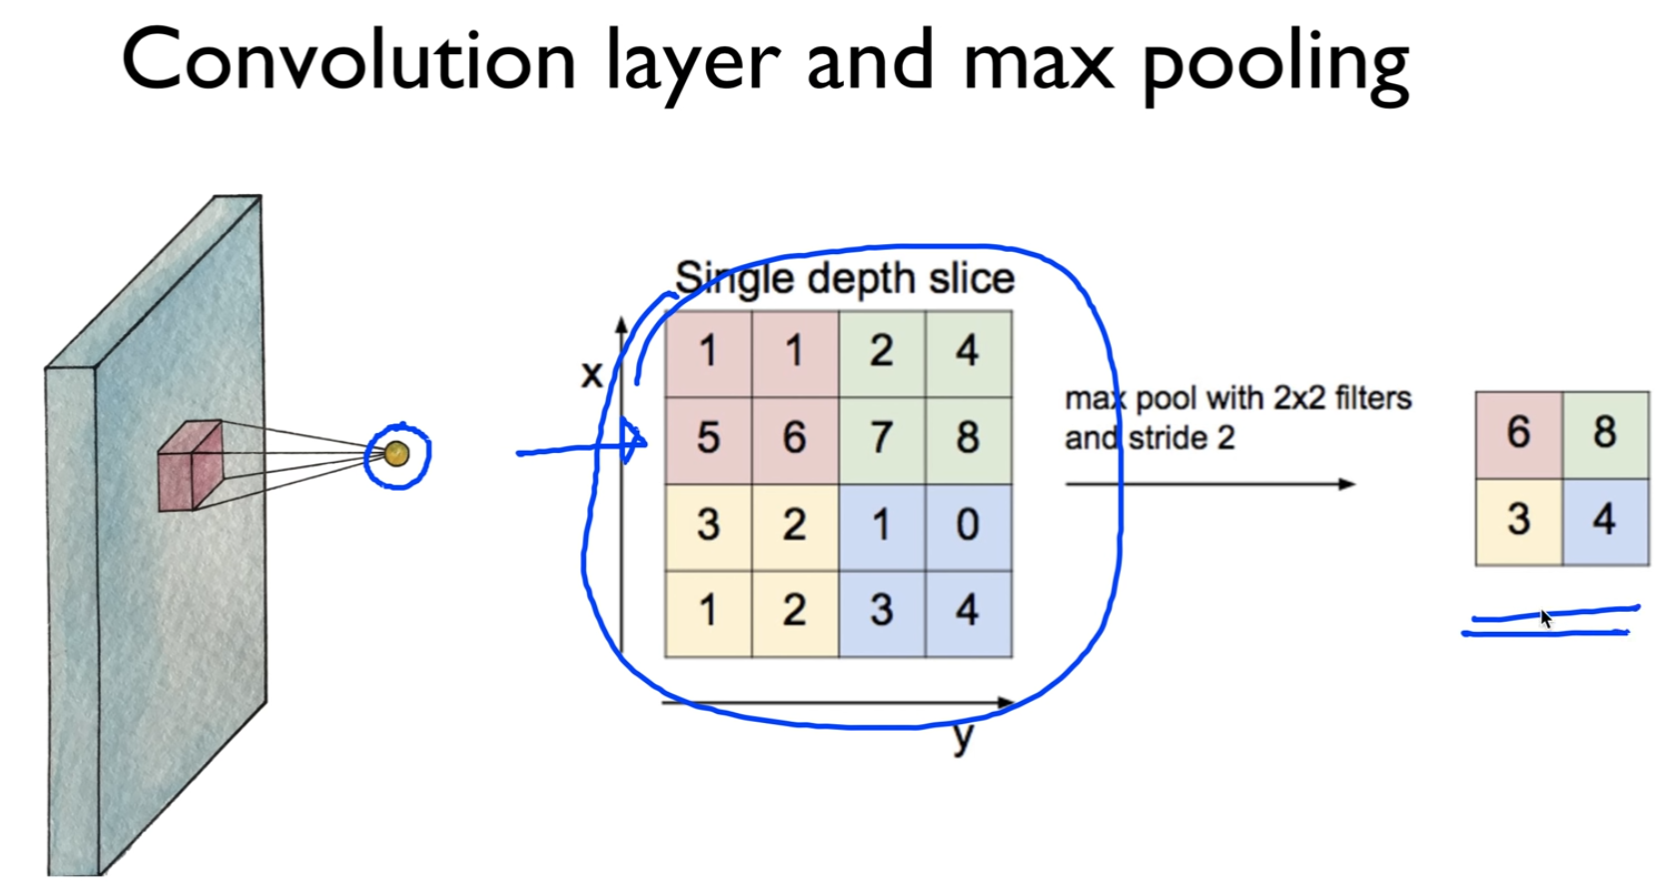 Convolution layer and max pooling
Single depth slice
x
1 1 2 4
5 6 7 8
3 2 1 0
1 2 3 4
y
max pool with 2x2 filters
and stride 2
6 8
3 4